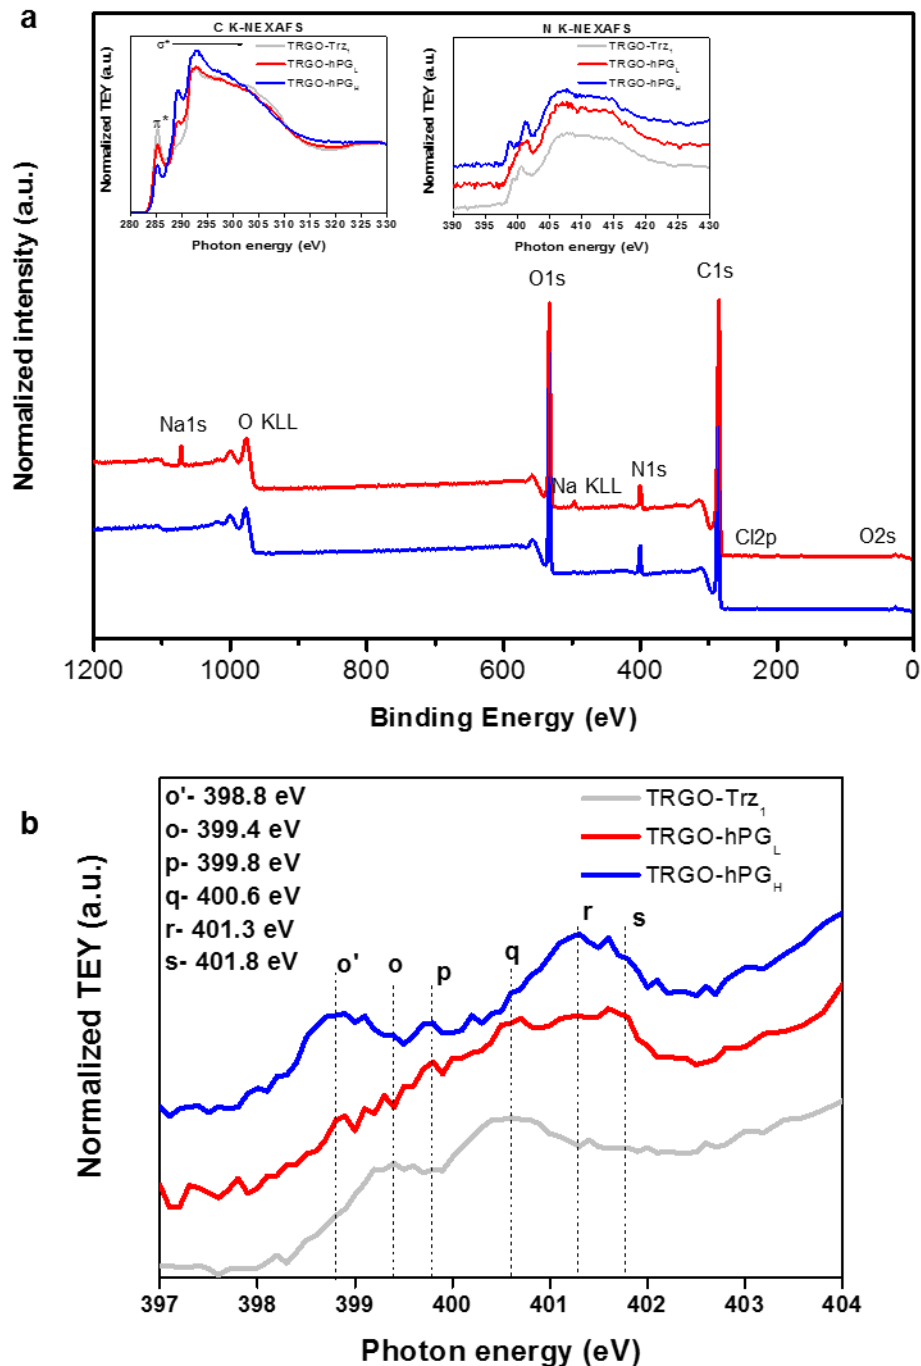 a
C K-NEXAFS
σ*
TRGO-Trz1
TRGO-hPGL
TRGO-hPGH
π*
Normalized TEY (a.u.)
280 285 290 295 300 305 310 315 320 325 330
Photon energy (eV)
N K-NEXAFS
TRGO-Trz1
TRGO-hPGL
TRGO-hPGH
Normalized TEY (a.u.)
390 395 400 405 410 415 420 425 430
Photon energy (eV)
Normalized intensity (a.u.)
O1s
C1s
Na1s
O KLL
Na KLL
N1s
Cl2p
O2s
1200 1000 800 600 400 200 0
Binding Energy (eV)
b
o'- 398.8 eV
o- 399.4 eV
p- 399.8 eV
q- 400.6 eV
r- 401.3 eV
s- 401.8 eV
TRGO-Trz1
TRGO-hPGL
TRGO-hPGH
o' o p q r s
Normalized TEY (a.u.)
397 398 399 400 401 402 403 404
Photon energy (eV)